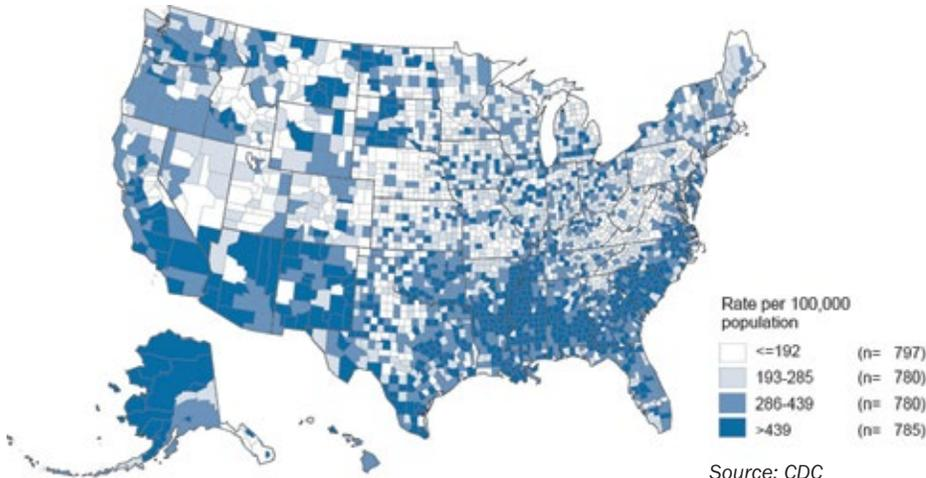 Rate per 100,000
population
<=192 (n= 797)
193-285 (n= 780)
286-439 (n= 780)
>439 (n= 785)
Source: CDC